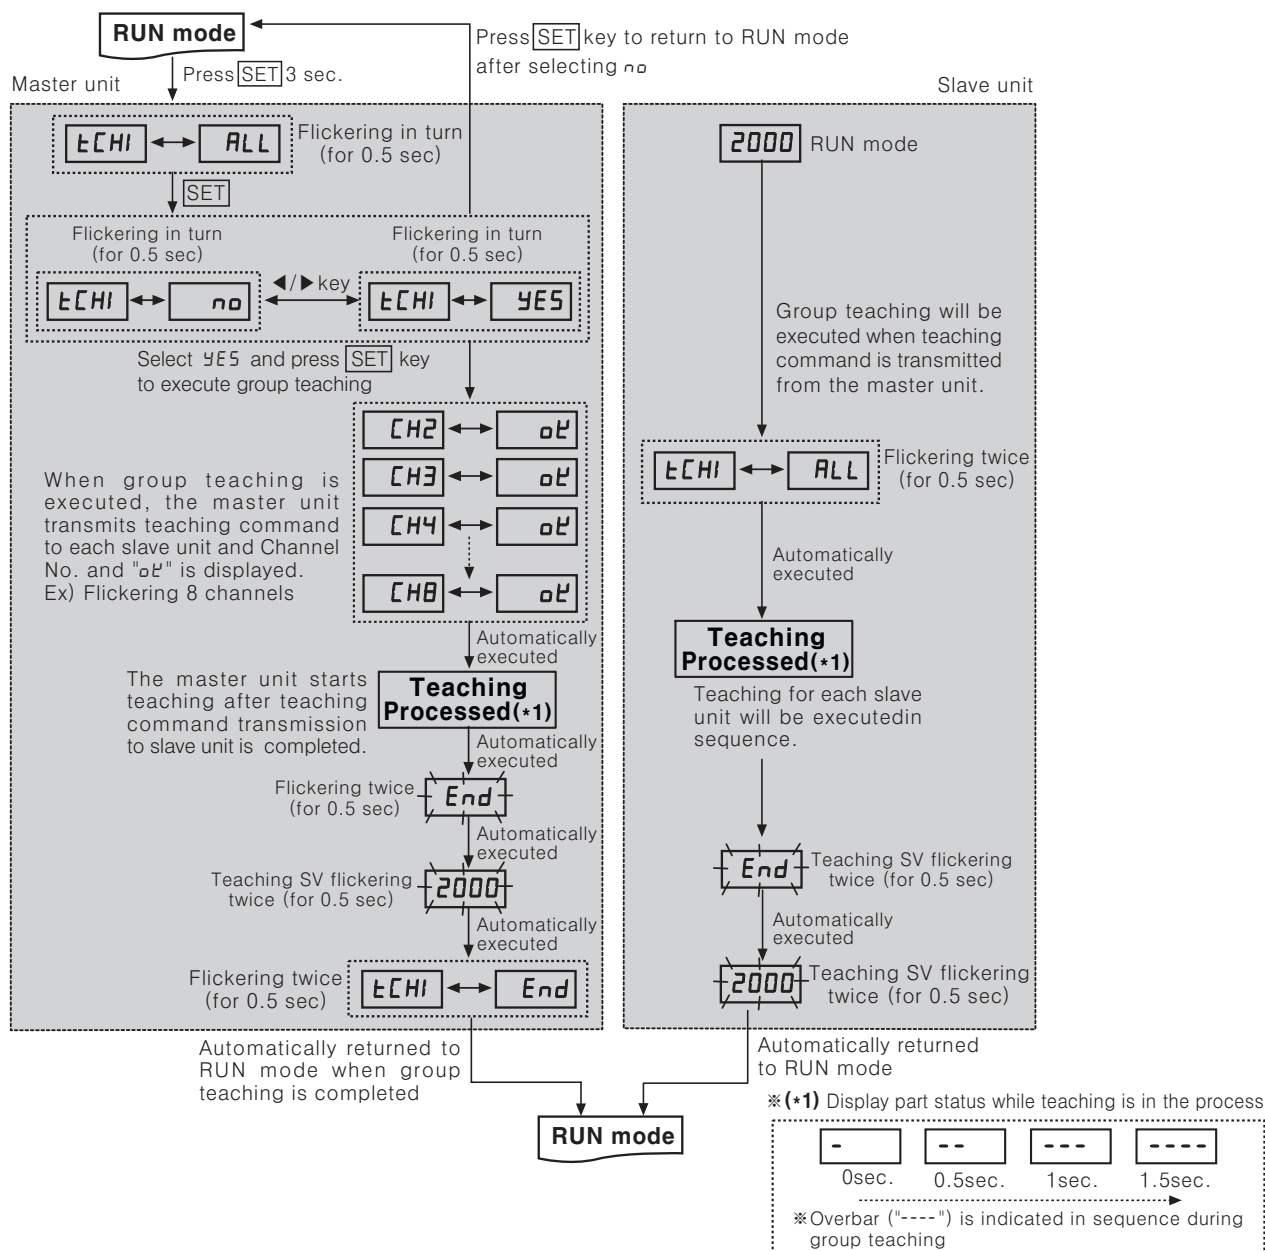 RUN mode
Press SET key to return to RUN mode
after selecting no
Press SET 3 sec.
Master unit
tCH1 ALL
Flickering in turn
(for 0.5 sec)
SET
Flickering in turn
(for 0.5 sec)
Flickering in turn
(for 0.5 sec)
tCH1 no
◀/▶ key
tCH1 YES
Select YES and press SET key
to execute group teaching
CH2 oK
CH3 oK
CH4 oK
CH8 oK
When group teaching is
executed, the master unit
transmits teaching command
to each slave unit and Channel
No. and "oK" is displayed.
Ex) Flickering 8 channels
Automatically
executed
The master unit starts
teaching after teaching
command transmission
to slave unit is completed.
Teaching
Processed(*1)
Automatically
executed
Flickering twice
(for 0.5 sec)
End
Automatically
executed
Teaching SV flickering
twice (for 0.5 sec)
2000
Automatically
executed
Flickering twice
(for 0.5 sec)
tCH1 End
Automatically returned to
RUN mode when group
teaching is completed
Slave unit
2000 RUN mode
Group teaching will be
executed when teaching
command is transmitted
from the master unit.
tCH1 ALL
Flickering twice
(for 0.5 sec)
Automatically
executed
Teaching
Processed(*1)
Teaching for each slave
unit will be executedin
sequence.
End
Teaching SV flickering
twice (for 0.5 sec)
Automatically
executed
2000
Teaching SV flickering
twice (for 0.5 sec)
Automatically returned
to RUN mode
RUN mode
※(*1) Display part status while teaching is in the process
- -- --- ----
0sec. 0.5sec. 1sec. 1.5sec.
※Overbar ("----") is indicated in sequence during
group teaching